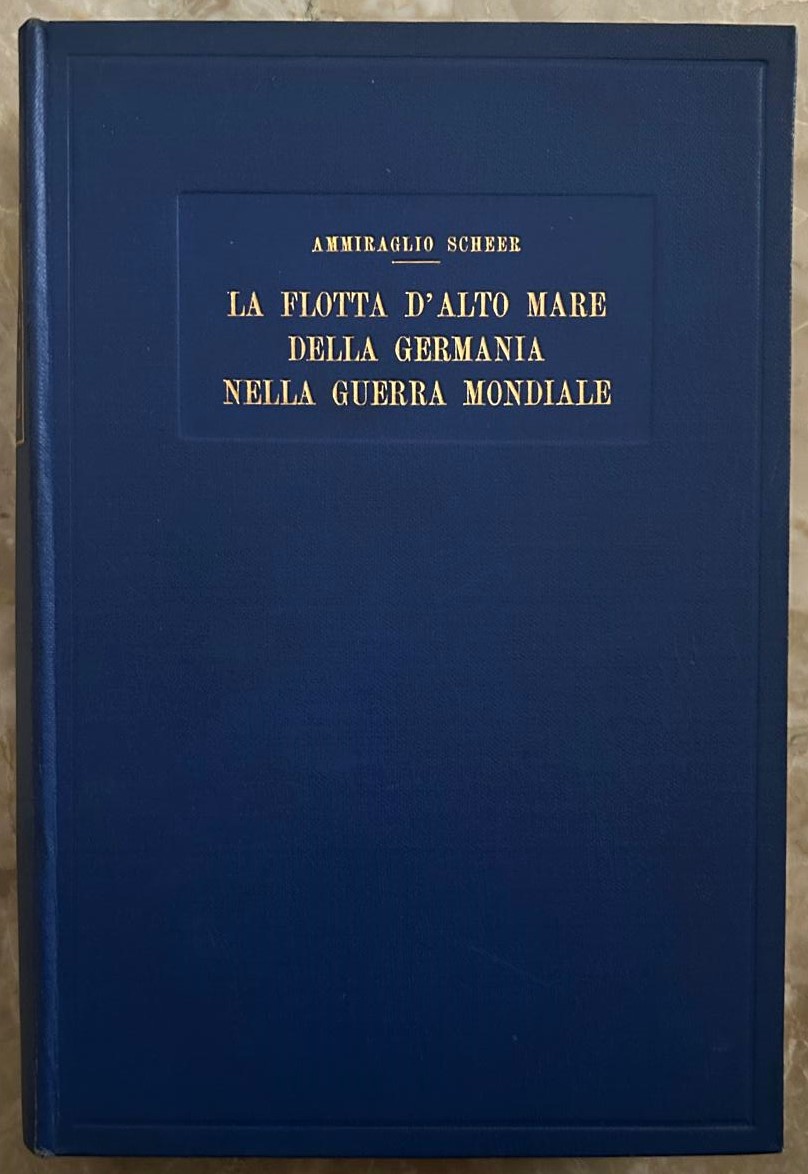 AMMIRAGLIO SCHEER
LA FLOTTA D'ALTO MARE
DELLA GERMANIA
NELLA GUERRA MONDIALE